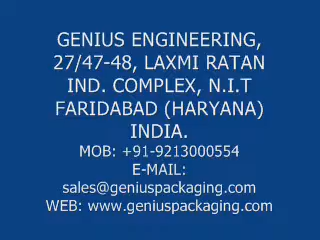 GENIUS ENGINEERING,
27/47-48, LAXMI RATAN
IND. COMPLEX, N.I.T
FARIDABAD (HARYANA)
INDIA.
MOB: +91-9213000554
E-MAIL:
sales@geniuspackaging.com
WEB: www.geniuspackaging.com